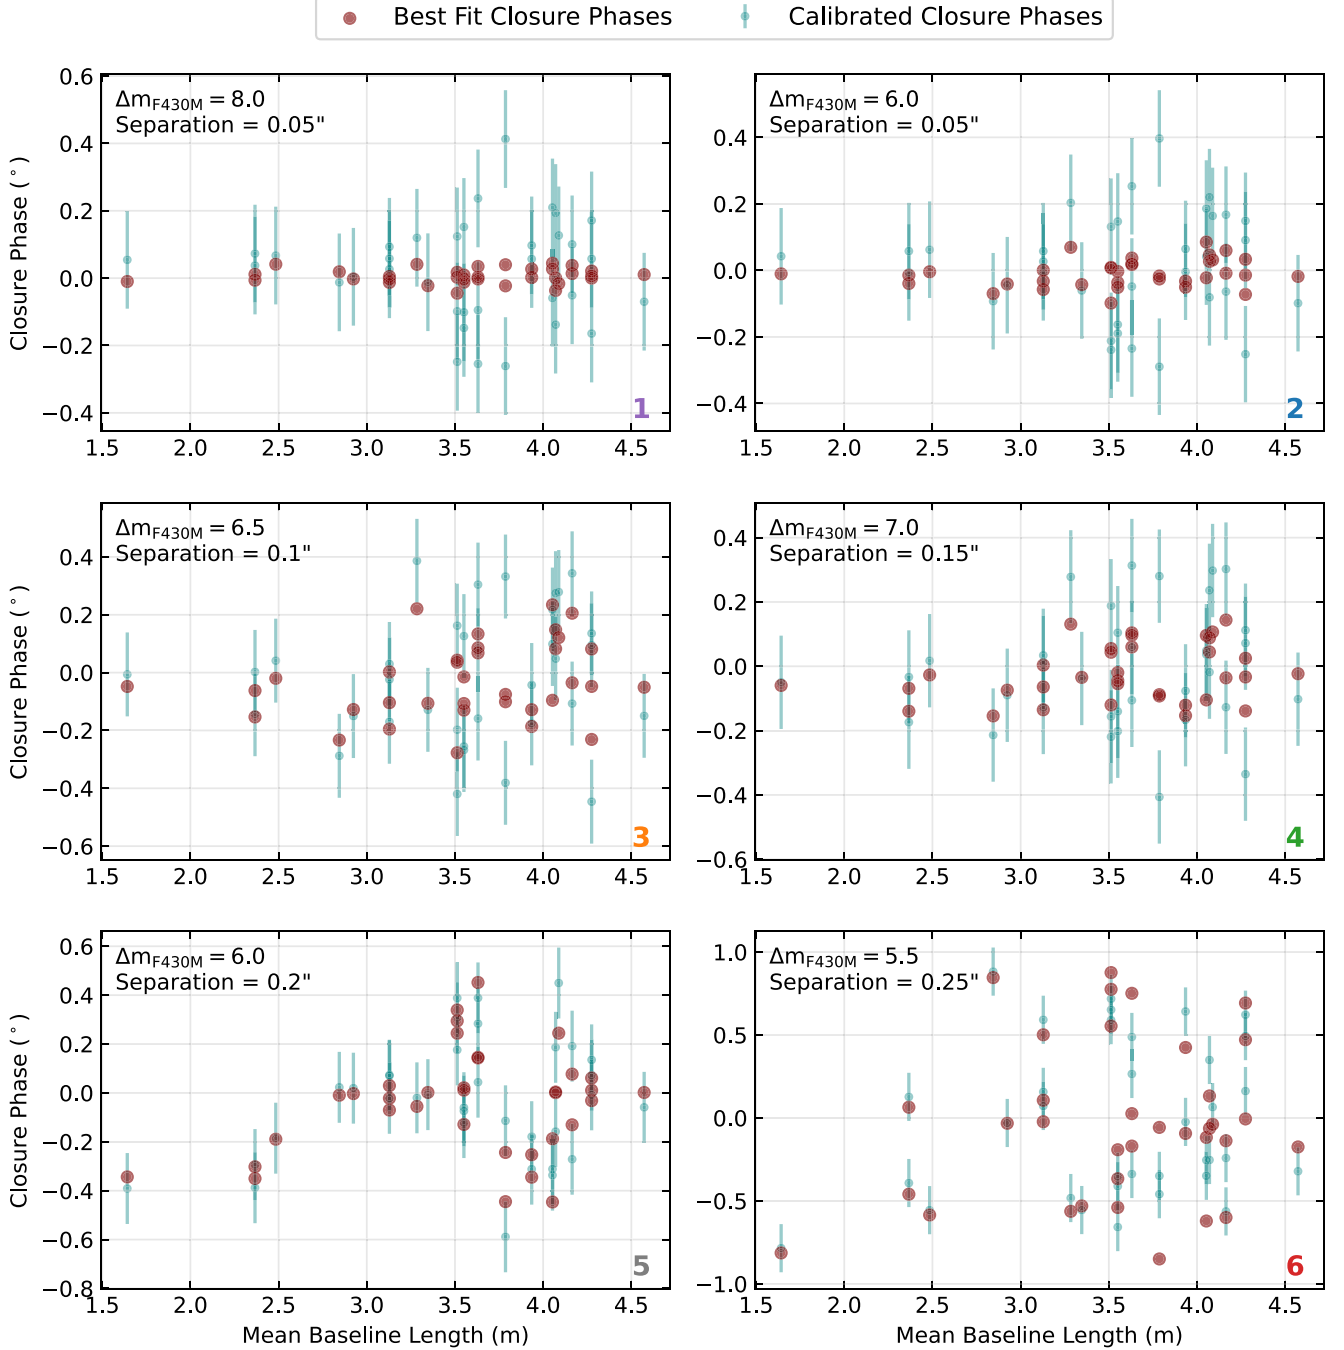 Best Fit Closure Phases Calibrated Closure Phases
Δm_F430M = 8.0
Separation = 0.05"
Closure Phase (°)
0.6
0.4
0.2
0.0
−0.2
−0.4
1.5 2.0 2.5 3.0 3.5 4.0 4.5
1
Δm_F430M = 6.0
Separation = 0.05"
0.4
0.2
0.0
−0.2
−0.4
1.5 2.0 2.5 3.0 3.5 4.0 4.5
2
Δm_F430M = 6.5
Separation = 0.1"
Closure Phase (°)
0.4
0.2
0.0
−0.2
−0.4
−0.6
1.5 2.0 2.5 3.0 3.5 4.0 4.5
3
Δm_F430M = 7.0
Separation = 0.15"
0.4
0.2
0.0
−0.2
−0.4
−0.6
1.5 2.0 2.5 3.0 3.5 4.0 4.5
4
Δm_F430M = 6.0
Separation = 0.2"
Closure Phase (°)
0.6
0.4
0.2
0.0
−0.2
−0.4
−0.6
−0.8
1.5 2.0 2.5 3.0 3.5 4.0 4.5
Mean Baseline Length (m)
5
Δm_F430M = 5.5
Separation = 0.25"
1.0
0.5
0.0
−0.5
−1.0
1.5 2.0 2.5 3.0 3.5 4.0 4.5
Mean Baseline Length (m)
6